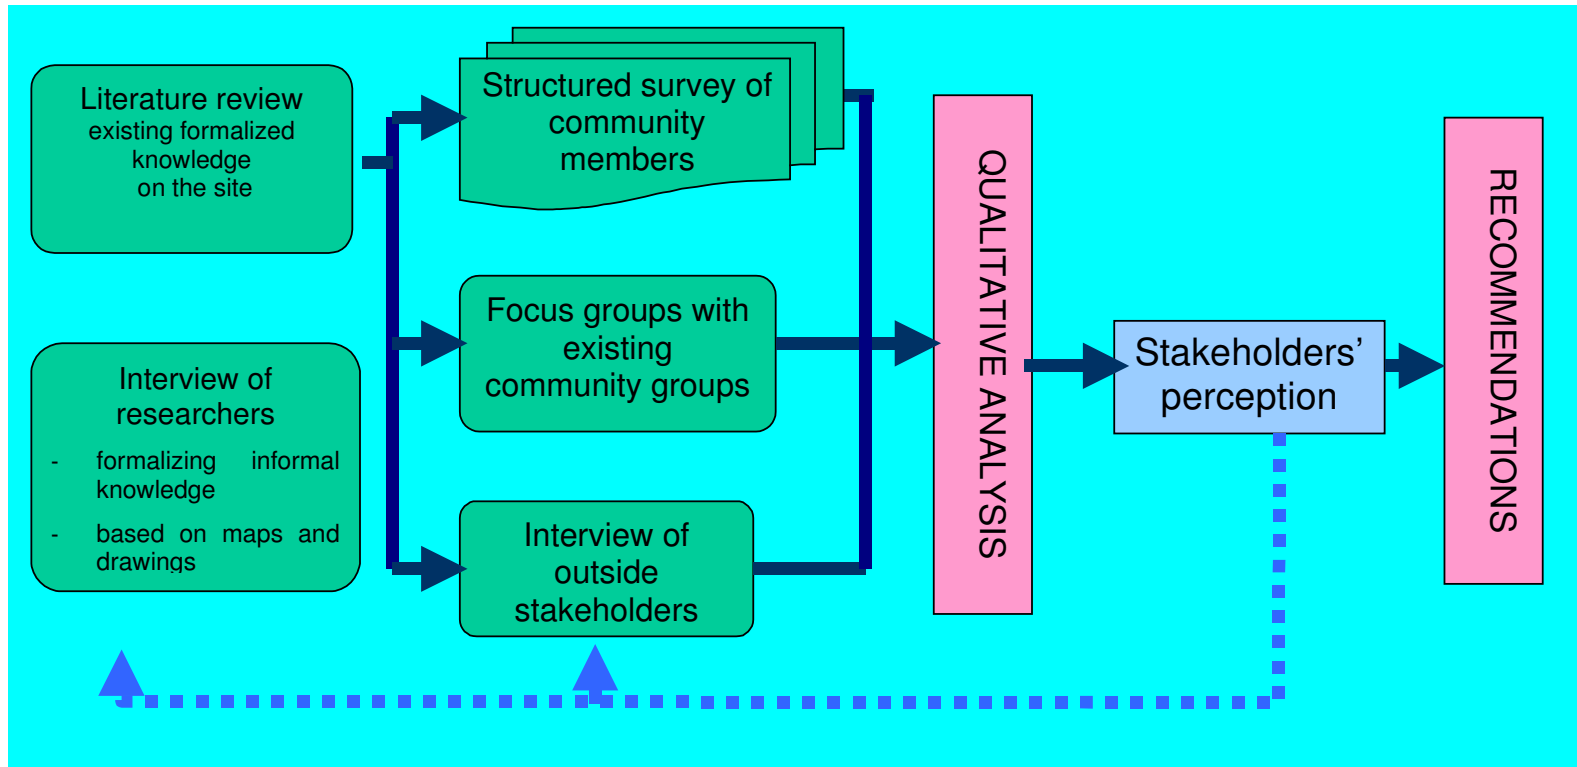 Literature review
existing formalized
knowledge
on the site
Interview of
researchers
- formalizing informal
knowledge
- based on maps and
drawings
Structured survey of
community
members
Focus groups with
existing
community groups
Interview of
outside
stakeholders
QUALITATIVE ANALYSIS
Stakeholders’
perception
RECOMMENDATIONS